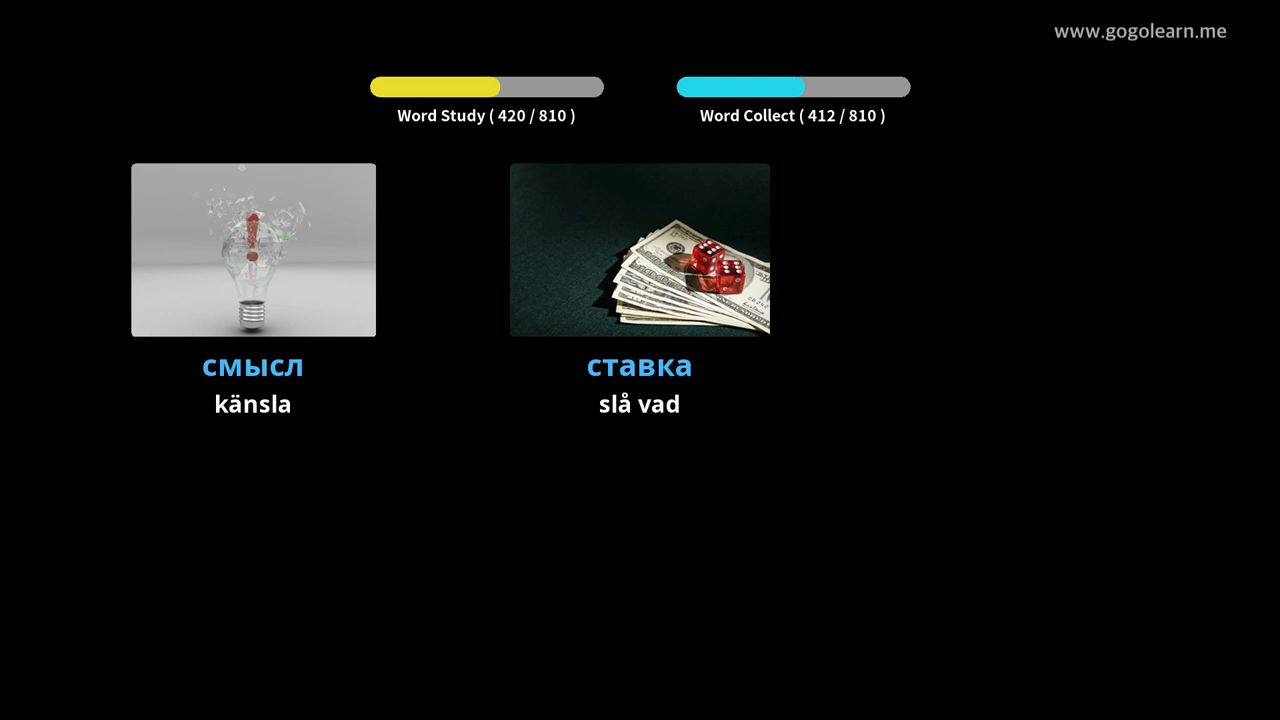 www.gogolearn.me
Word Study ( 420 / 810 )
Word Collect ( 412 / 810 )
смысл
känsla
ставка
slå vad